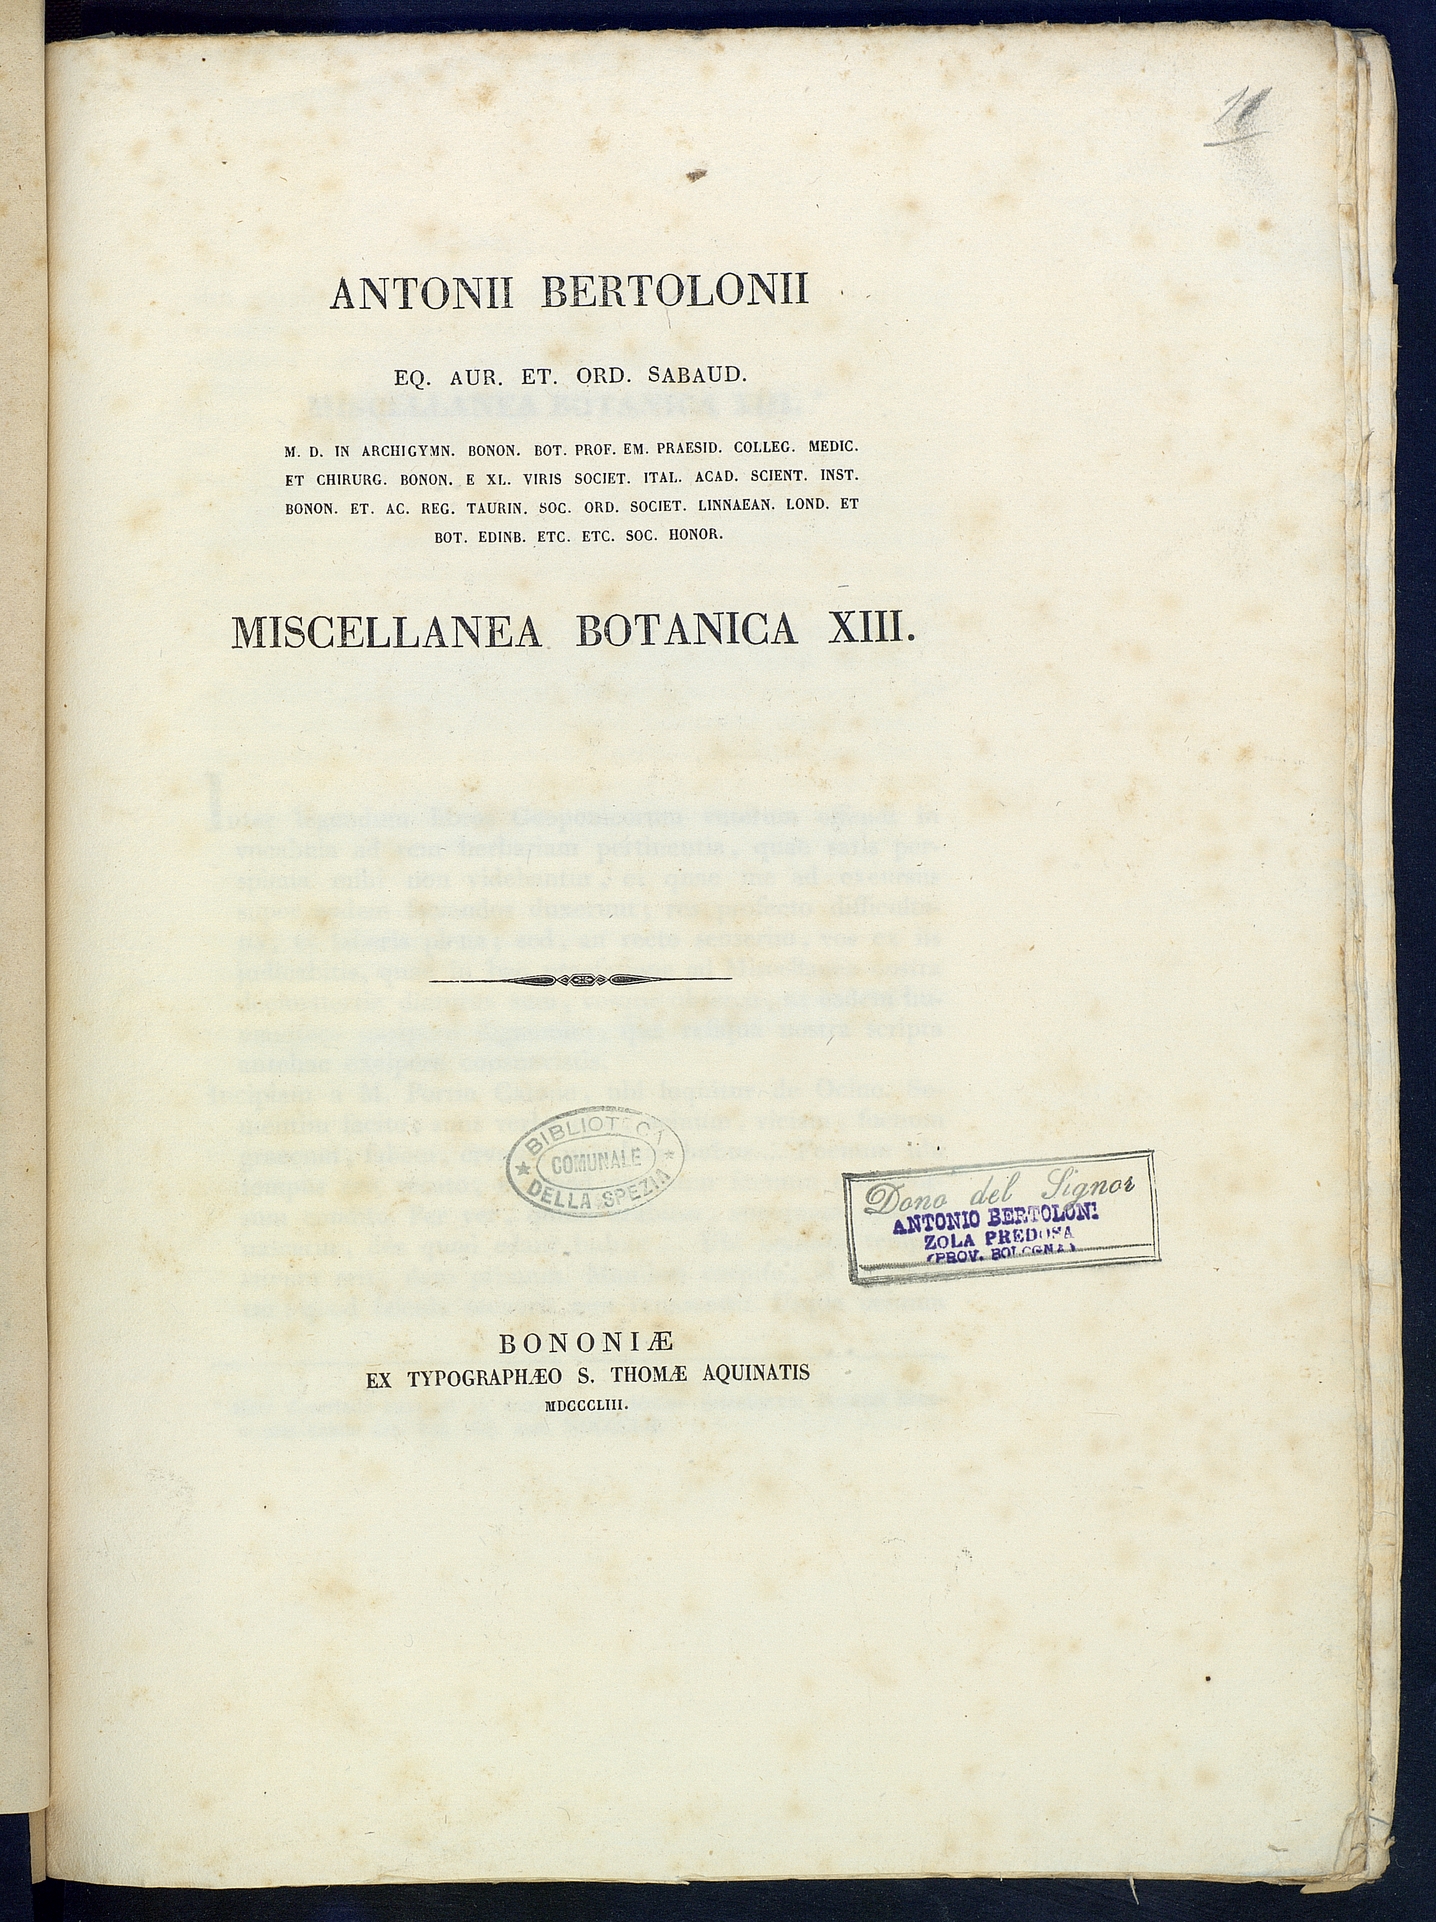 11
ANTONII BERTOLONII
EQ. AUR. ET. ORD. SABAUD.
M. D. IN ARCHIGYMN. BONON. BOT. PROF. EM. PRAESID. COLLEG. MEDIC.
ET CHIRURG. BONON. E XL. VIRIS SOCIET. ITAL. ACAD. SCIENT. INST.
BONON. ET. AC. REG. TAURIN. SOC. ORD. SOCIET. LINNAEAN. LOND. ET
BOT. EDINB. ETC. ETC. SOC. HONOR.
MISCELLANEA BOTANICA XIII.
BIBLIOTECA
COMUNALE
DELLA SPEZIA
Dono del Signor
ANTONIO BERTOLONI
ZOLA PREDOSA
(PROV. BOLOGNA)
BONONIÆ
EX TYPOGRAPHÆO S. THOMÆ AQUINATIS
MDCCCLIII.